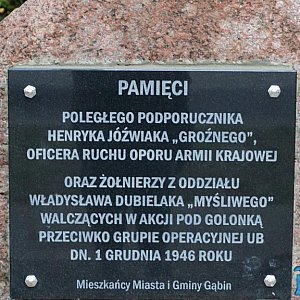 PAMIĘCI
POLEGŁEGO PODPORUCZNIKA
HENRYKA JÓŹWIAKA „GROŹNEGO”,
OFICERA RUCHU OPORU ARMII KRAJOWEJ
ORAZ ŻOŁNIERZY Z ODDZIAŁU
WŁADYSŁAWA DUBIELAKA „MYŚLIWEGO”
WALCZĄCYCH W AKCJI POD GOLONKĄ
PRZECIWKO GRUPIE OPERACYJNEJ UB
DN. 1 GRUDNIA 1946 ROKU
Mieszkańcy Miasta i Gminy Gąbin